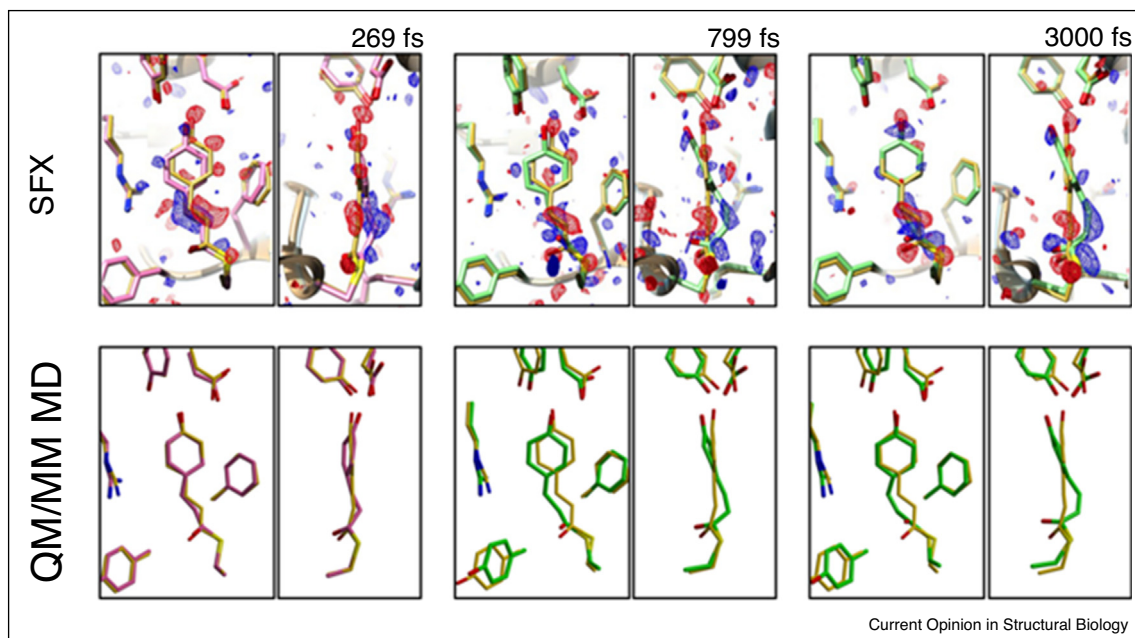 269 fs
799 fs
3000 fs
SFX
QM/MM MD
Current Opinion in Structural Biology